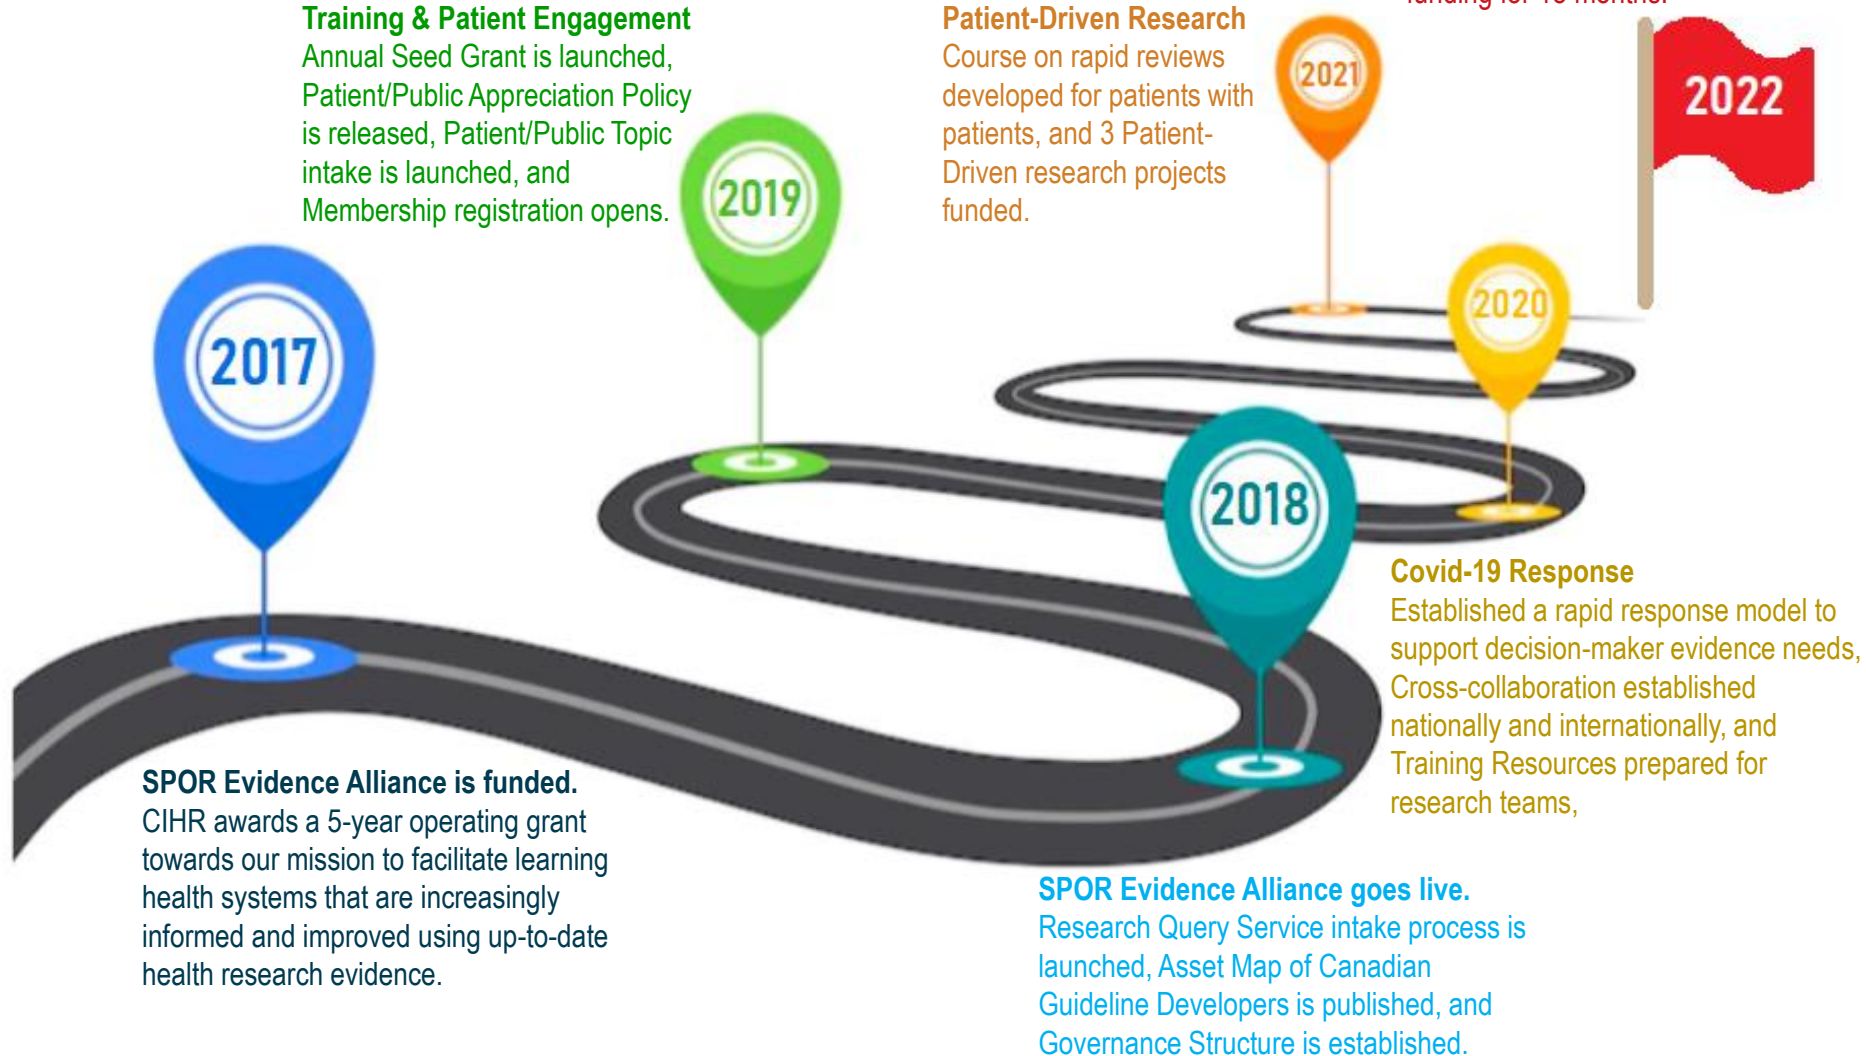 Training & Patient Engagement
Annual Seed Grant is launched,
Patient/Public Appreciation Policy
is released, Patient/Public Topic
intake is launched, and
Membership registration opens.
Patient-Driven Research
Course on rapid reviews
developed for patients with
patients, and 3 Patient-
Driven research projects
funded.
2021
2022
2019
2017
2020
2018
Covid-19 Response
Established a rapid response model to
support decision-maker evidence needs,
Cross-collaboration established
nationally and internationally, and
Training Resources prepared for
research teams,
SPOR Evidence Alliance is funded.
CIHR awards a 5-year operating grant
towards our mission to facilitate learning
health systems that are increasingly
informed and improved using up-to-date
health research evidence.
SPOR Evidence Alliance goes live.
Research Query Service intake process is
launched, Asset Map of Canadian
Guideline Developers is published, and
Governance Structure is established.